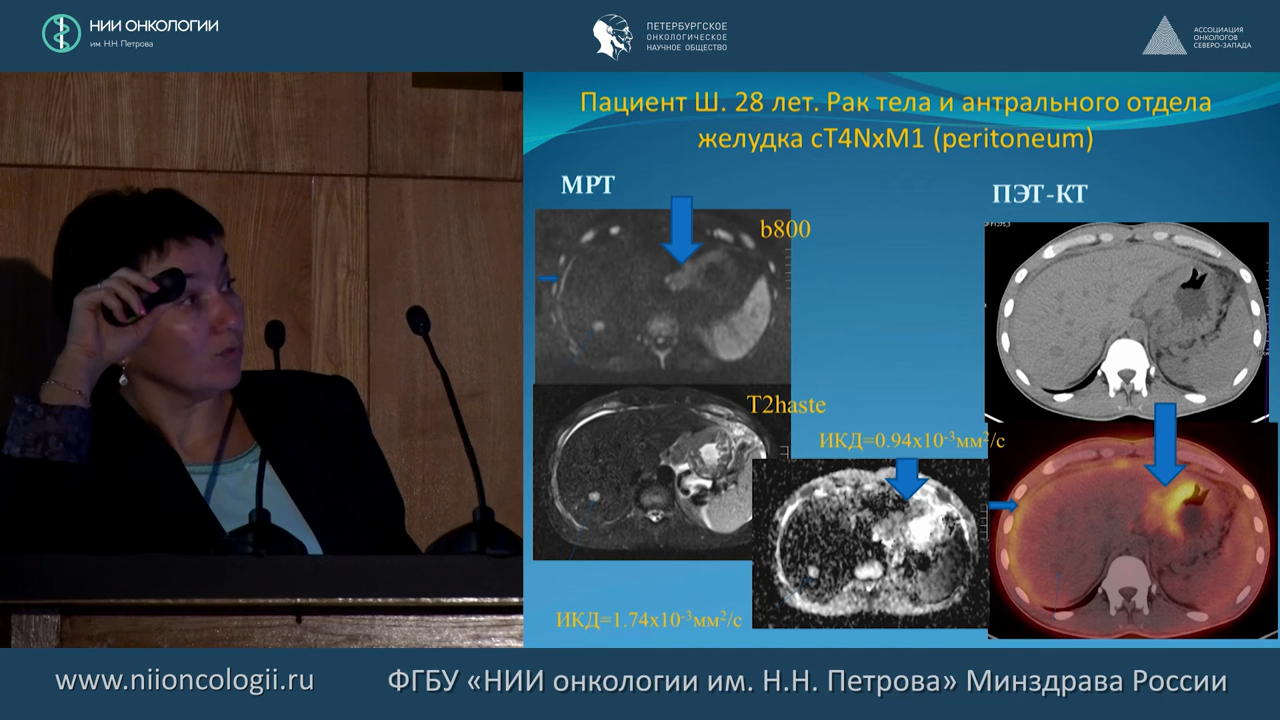 НИИ ОНКОЛОГИИ
им. Н.Н. Петрова
ПЕТЕРБУРГСКОЕ
ОНКОЛОГИЧЕСКОЕ
НАУЧНОЕ ОБЩЕСТВО
АССОЦИАЦИЯ
ОНКОЛОГОВ
СЕВЕРО-ЗАПАДА
Пациент Ш. 28 лет. Рак тела и антрального отдела
желудка cT4NxM1 (peritoneum)
МРТ
ПЭТ-КТ
b800
T2haste
ИКД=0.94x10⁻³мм²/с
ИКД=1.74x10⁻³мм²/с
www.niioncologii.ru
ФГБУ «НИИ онкологии им. Н.Н. Петрова» Минздрава России